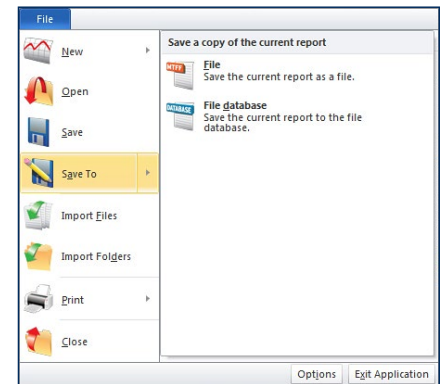 File
New
Open
Save
Save To
Import Files
Import Folders
Print
Close
Save a copy of the current report
MTFF
File
Save the current report as a file.
DATABASE
File database
Save the current report to the file
database.
Options
Exit Application